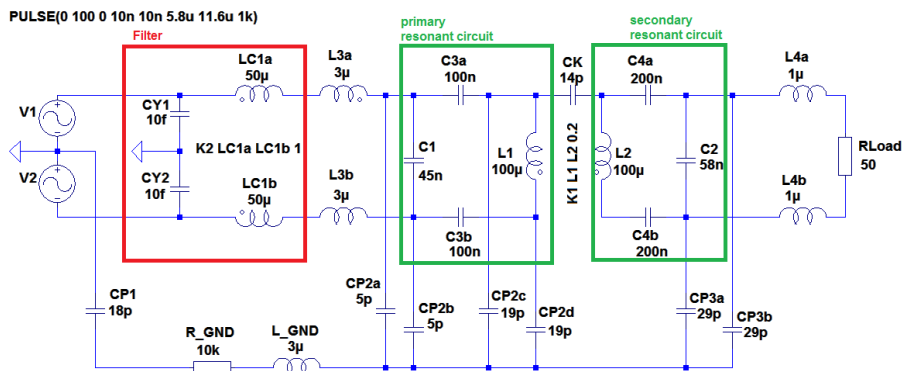 PULSE(0 100 0 10n 10n 5.8u 11.6u 1k)
Filter
primary
resonant circuit
secondary
resonant circuit
LC1a
50µ
L3a
3µ
C3a
100n
CK
14p
C4a
200n
L4a
1µ
V1
CY1
10f
K2 LC1a LC1b 1
C1
45n
L1
100µ
K1 L1 L2 0.2
L2
100µ
C2
58n
RLoad
50
V2
CY2
10f
LC1b
50µ
L3b
3µ
C3b
100n
C4b
200n
L4b
1µ
CP1
18p
R_GND
10k
L_GND
3µ
CP2a
5p
CP2b
5p
CP2c
19p
CP2d
19p
CP3a
29p
CP3b
29p